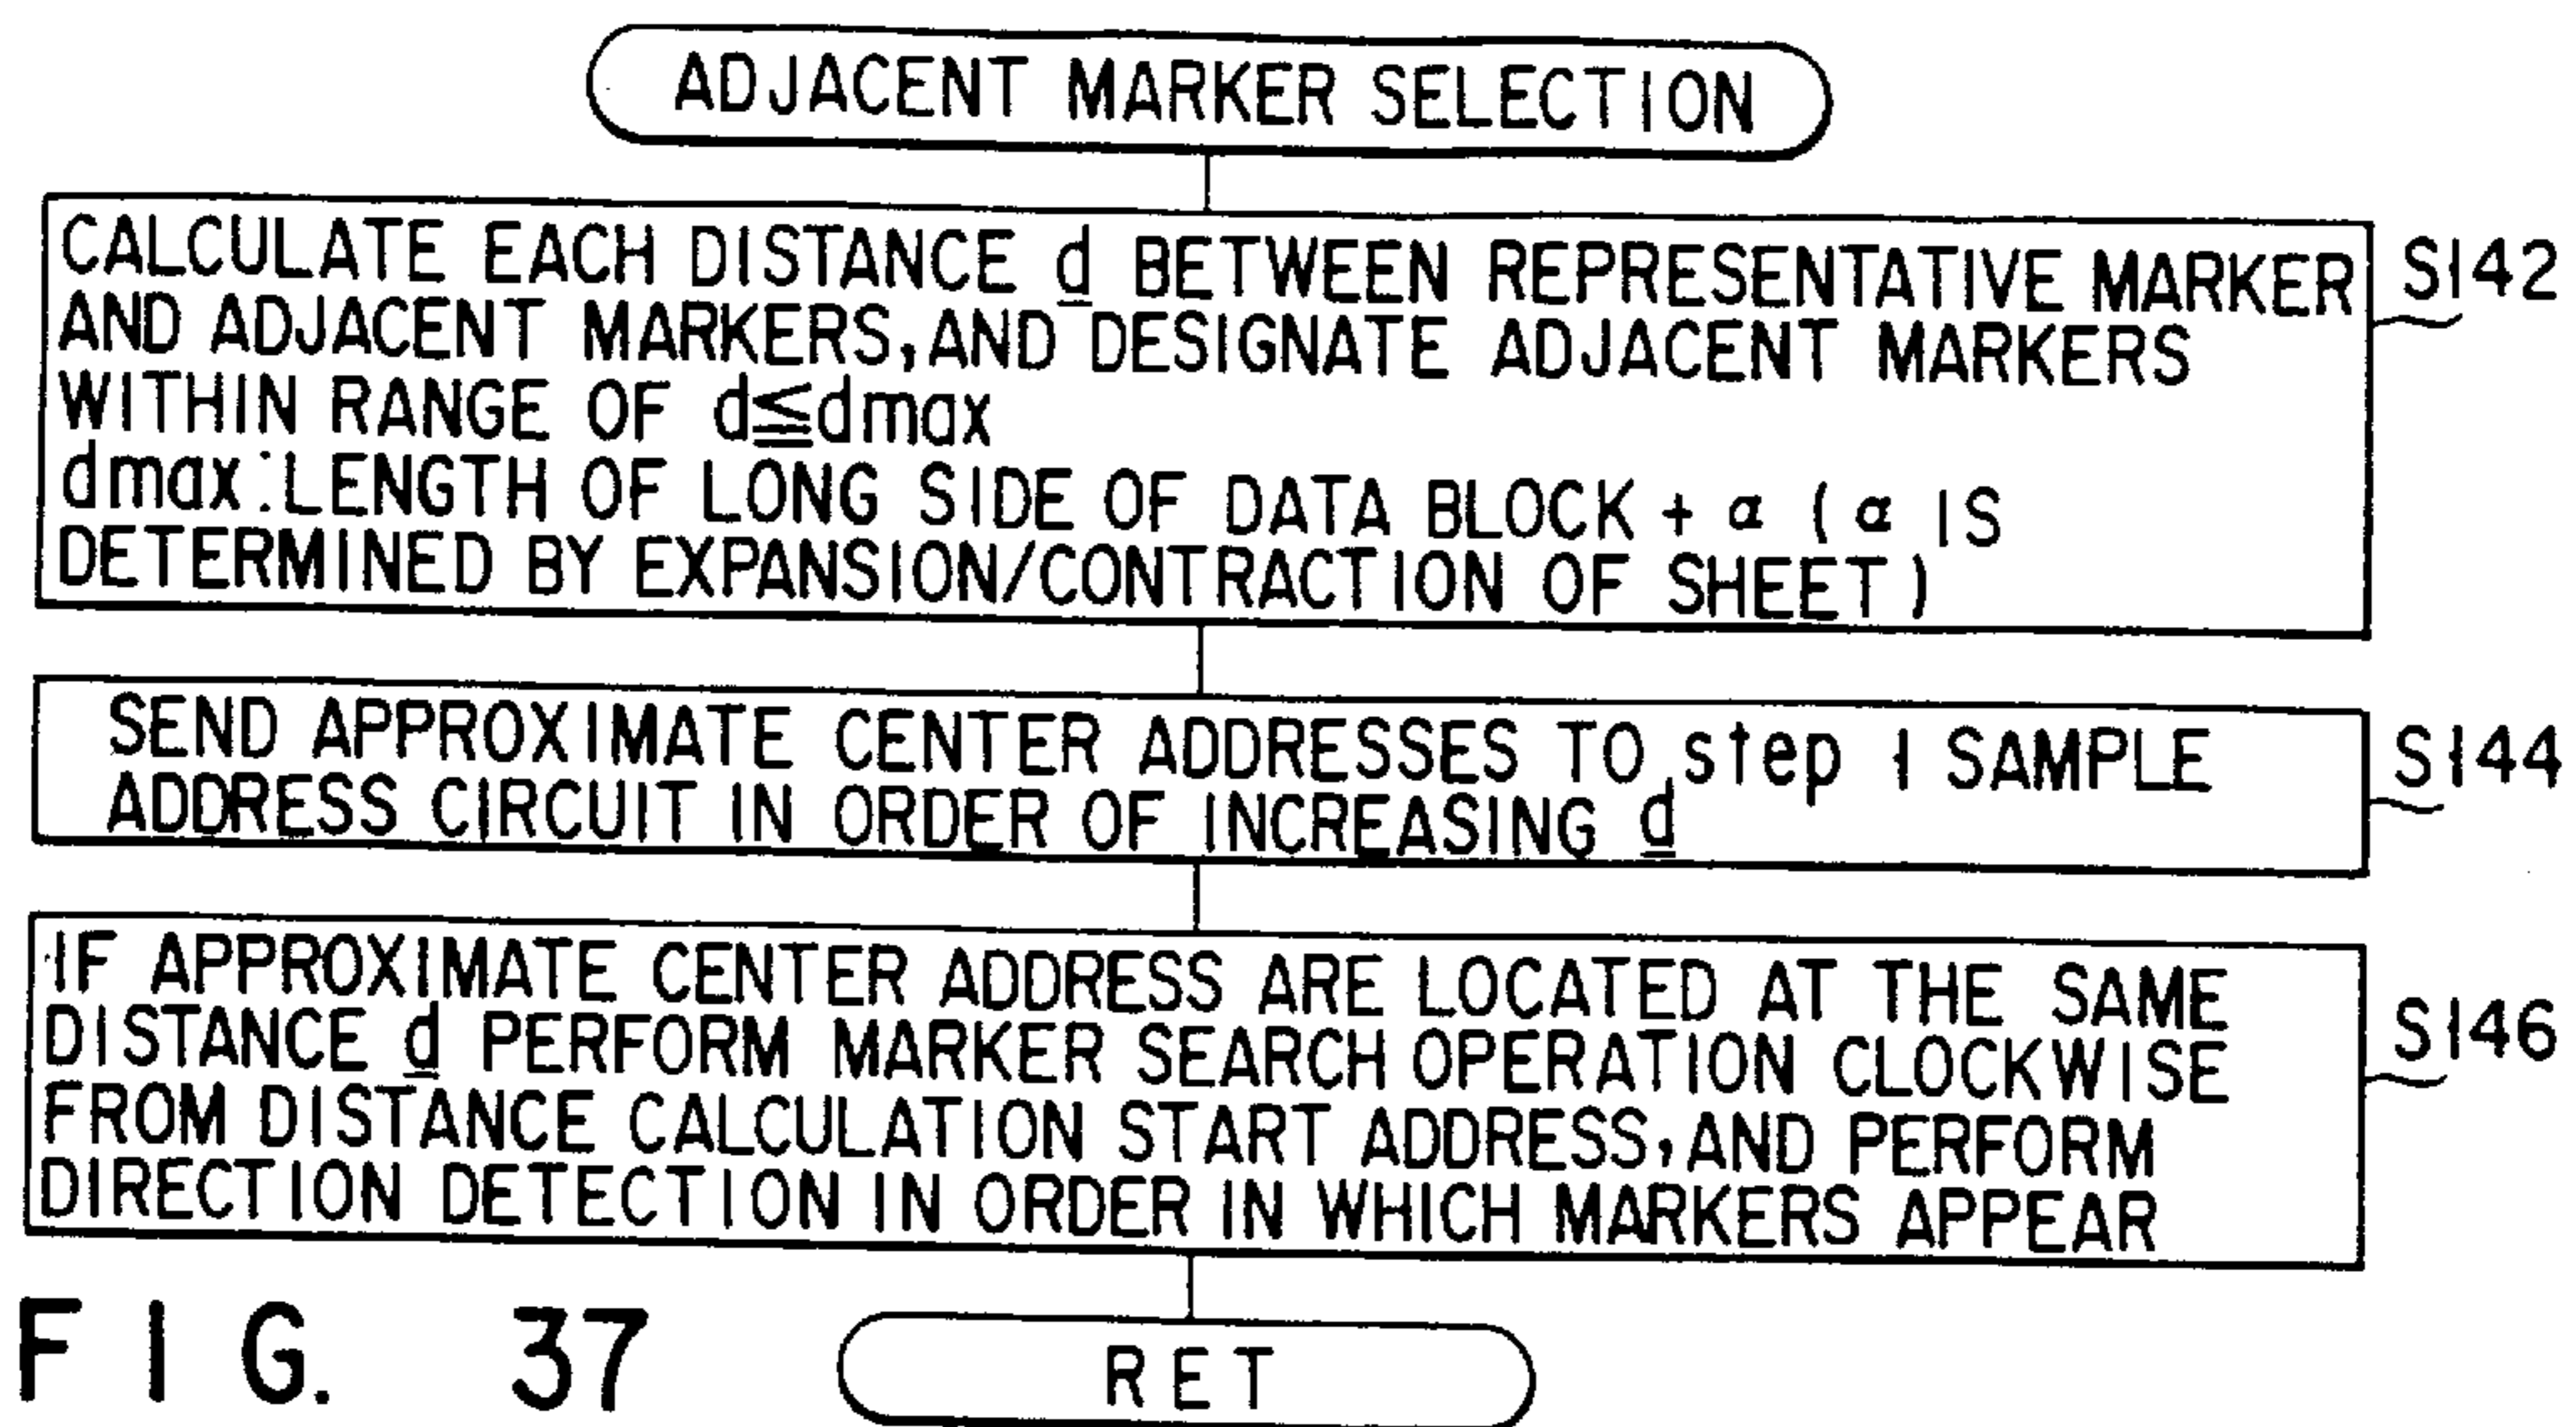 ADJACENT MARKER SELECTION
CALCULATE EACH DISTANCE d BETWEEN REPRESENTATIVE MARKER
AND ADJACENT MARKERS, AND DESIGNATE ADJACENT MARKERS
WITHIN RANGE OF d≦dmax
dmax: LENGTH OF LONG SIDE OF DATA BLOCK + α (α IS
DETERMINED BY EXPANSION/CONTRACTION OF SHEET)
S142
SEND APPROXIMATE CENTER ADDRESSES TO step 1 SAMPLE
ADDRESS CIRCUIT IN ORDER OF INCREASING d
S144
IF APPROXIMATE CENTER ADDRESS ARE LOCATED AT THE SAME
DISTANCE d PERFORM MARKER SEARCH OPERATION CLOCKWISE
FROM DISTANCE CALCULATION START ADDRESS, AND PERFORM
DIRECTION DETECTION IN ORDER IN WHICH MARKERS APPEAR
S146
RET
FIG. 37